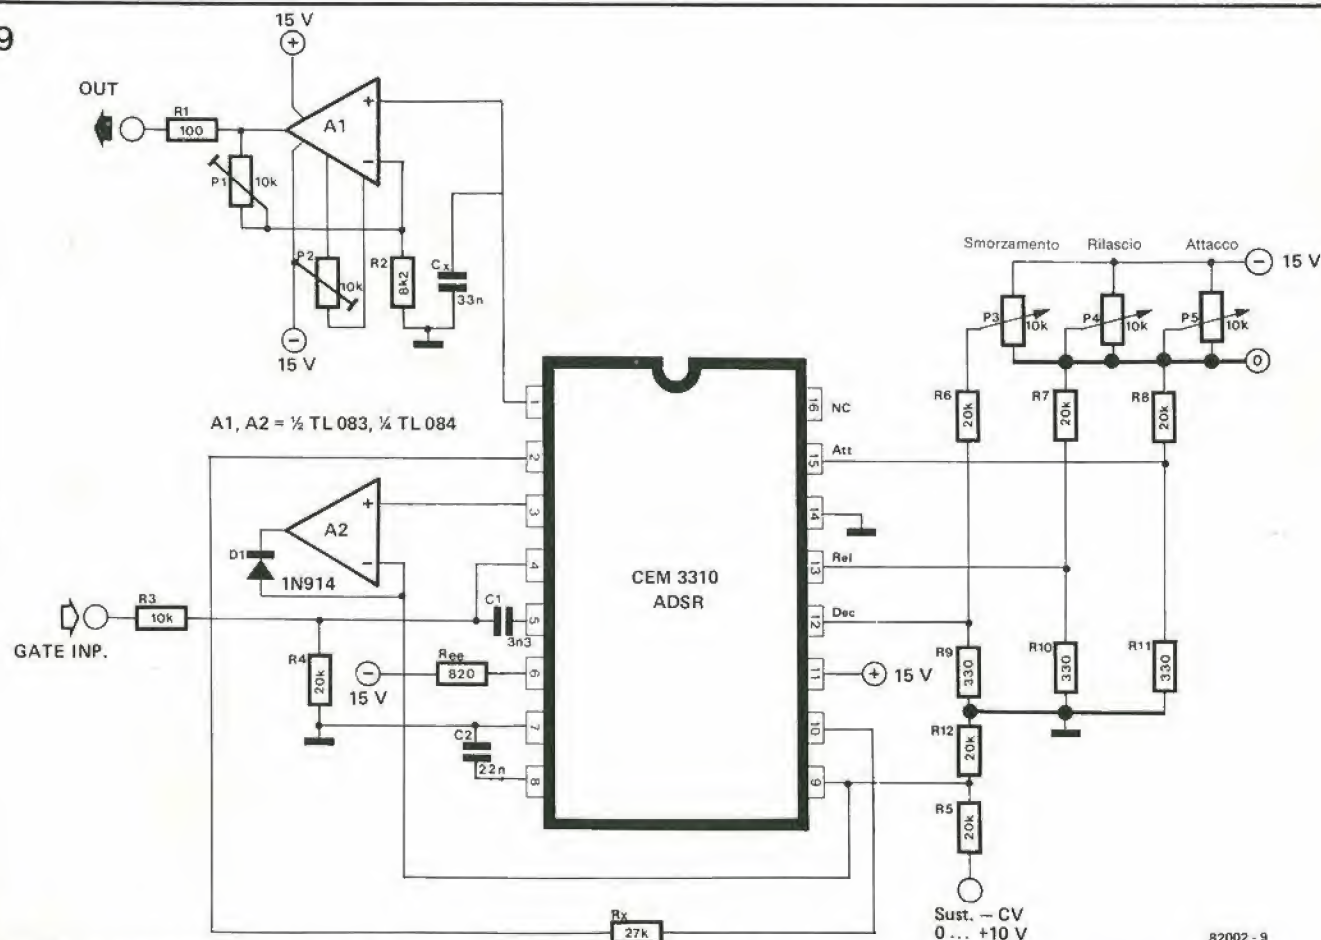 9
15 V
+
OUT
R1
100
A1
+
−
P1
10k
P2
10k
R2
8k2
Cx
33n
−
15 V
A1, A2 = ½ TL 083, ¼ TL 084
Smorzamento
Rilascio
Attacco
−
15 V
P3
10k
P4
10k
P5
10k
0
R6
20k
R7
20k
R8
20k
1
2
3
4
5
6
7
8
16
NC
15
Att
14
13
Rel
12
Dec
11
+
15 V
10
9
CEM 3310
ADSR
A2
+
−
D1
1N914
R3
10k
GATE INP.
C1
3n3
R4
20k
Ree
820
−
15 V
C2
22n
R9
330
R10
330
R11
330
R12
20k
R5
20k
Rx
27k
Sust. – CV
0 ... +10 V
82002 - 9